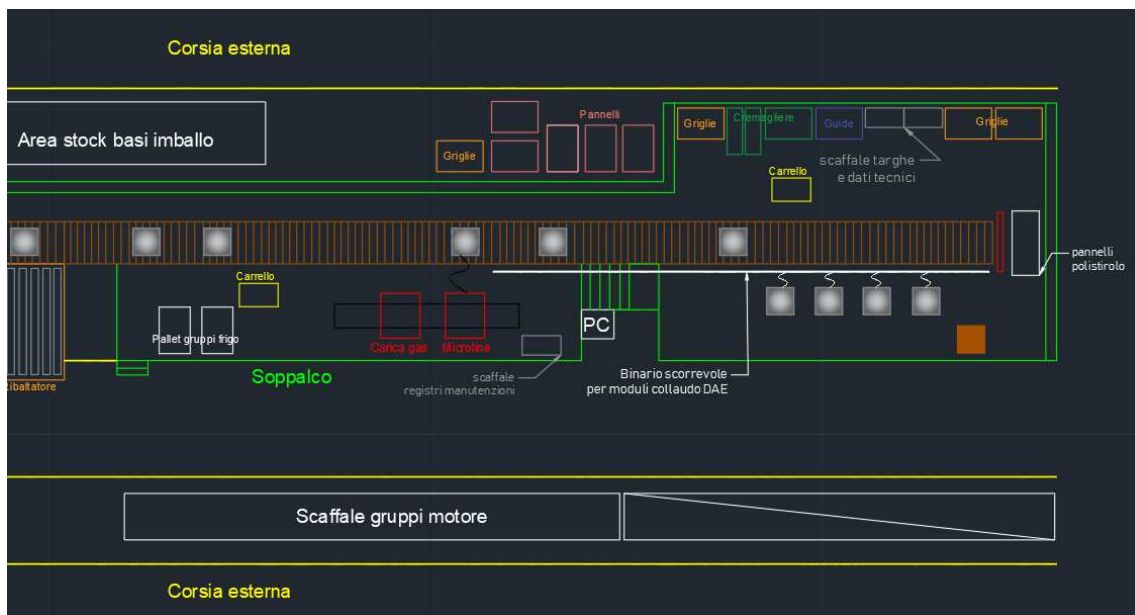 Corsia esterna
Area stock basi imballo
Griglie
Pannelli
Griglie
Cremagliere
Guide
Griglie
scaffale targhe
e dati tecnici
Carrello
pannelli
polistirolo
Carrello
Pallet gruppi frigo
Carica gas
Microline
PC
Ribaltatore
Soppalco
scaffale
registri manutenzioni
Binario scorrevole
per moduli collaudo DAE
Scaffale gruppi motore
Corsia esterna